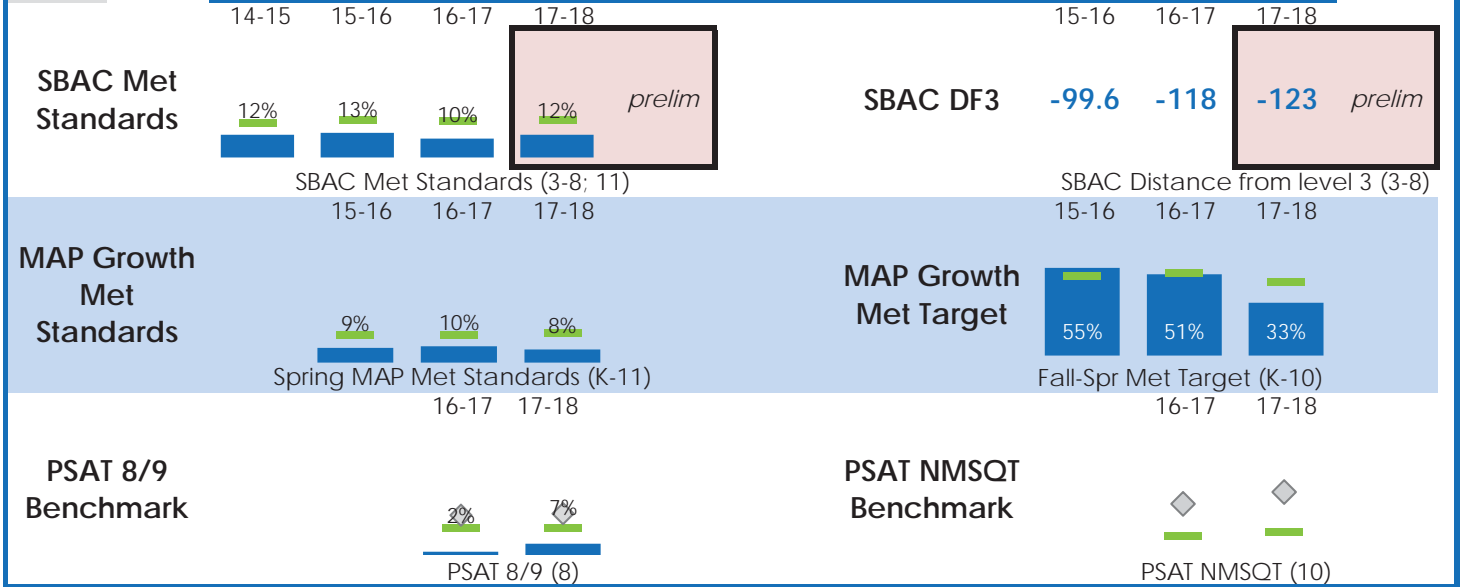 14-15 15-16 16-17 17-18
SBAC Met
Standards
12% 13% 10% 12% prelim
SBAC Met Standards (3-8; 11)
15-16 16-17 17-18
SBAC DF3 -99.6 -118 -123 prelim
SBAC Distance from level 3 (3-8)
15-16 16-17 17-18
MAP Growth
Met
Standards
9% 10% 8%
Spring MAP Met Standards (K-11)
15-16 16-17 17-18
MAP Growth
Met Target
55% 51% 33%
Fall-Spr Met Target (K-10)
16-17 17-18
PSAT 8/9
Benchmark
2% 7%
PSAT 8/9 (8)
16-17 17-18
PSAT NMSQT
Benchmark
PSAT NMSQT (10)